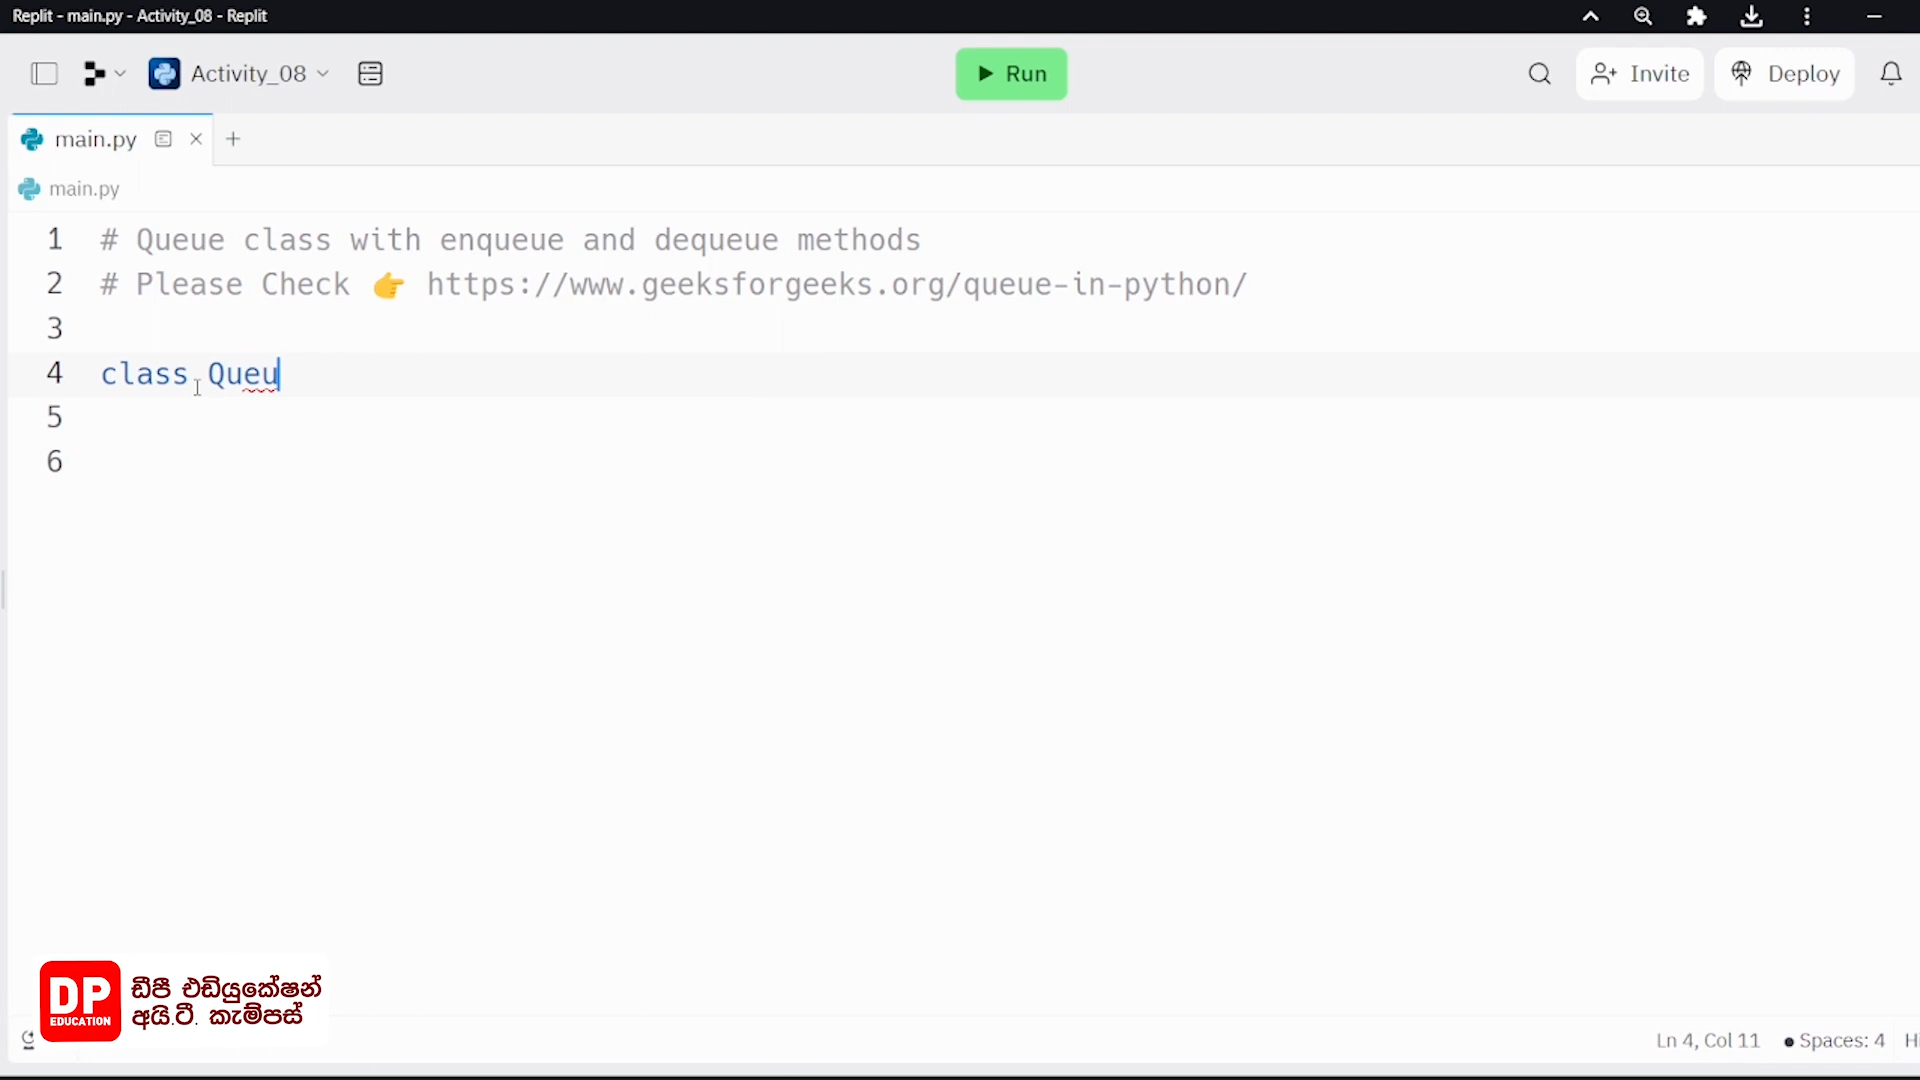 Replit - main.py - Activity_08 - Replit
Activity_08
Run
Invite
Deploy
main.py
main.py
1 # Queue class with enqueue and dequeue methods
2 # Please Check 👉 https://www.geeksforgeeks.org/queue-in-python/
3
4 class Queu
5
6
DP
EDUCATION
ඩීපී එඩියුකේෂන්
අයි.ටී. කැම්පස්
Ln 4, Col 11
Spaces: 4
Hi